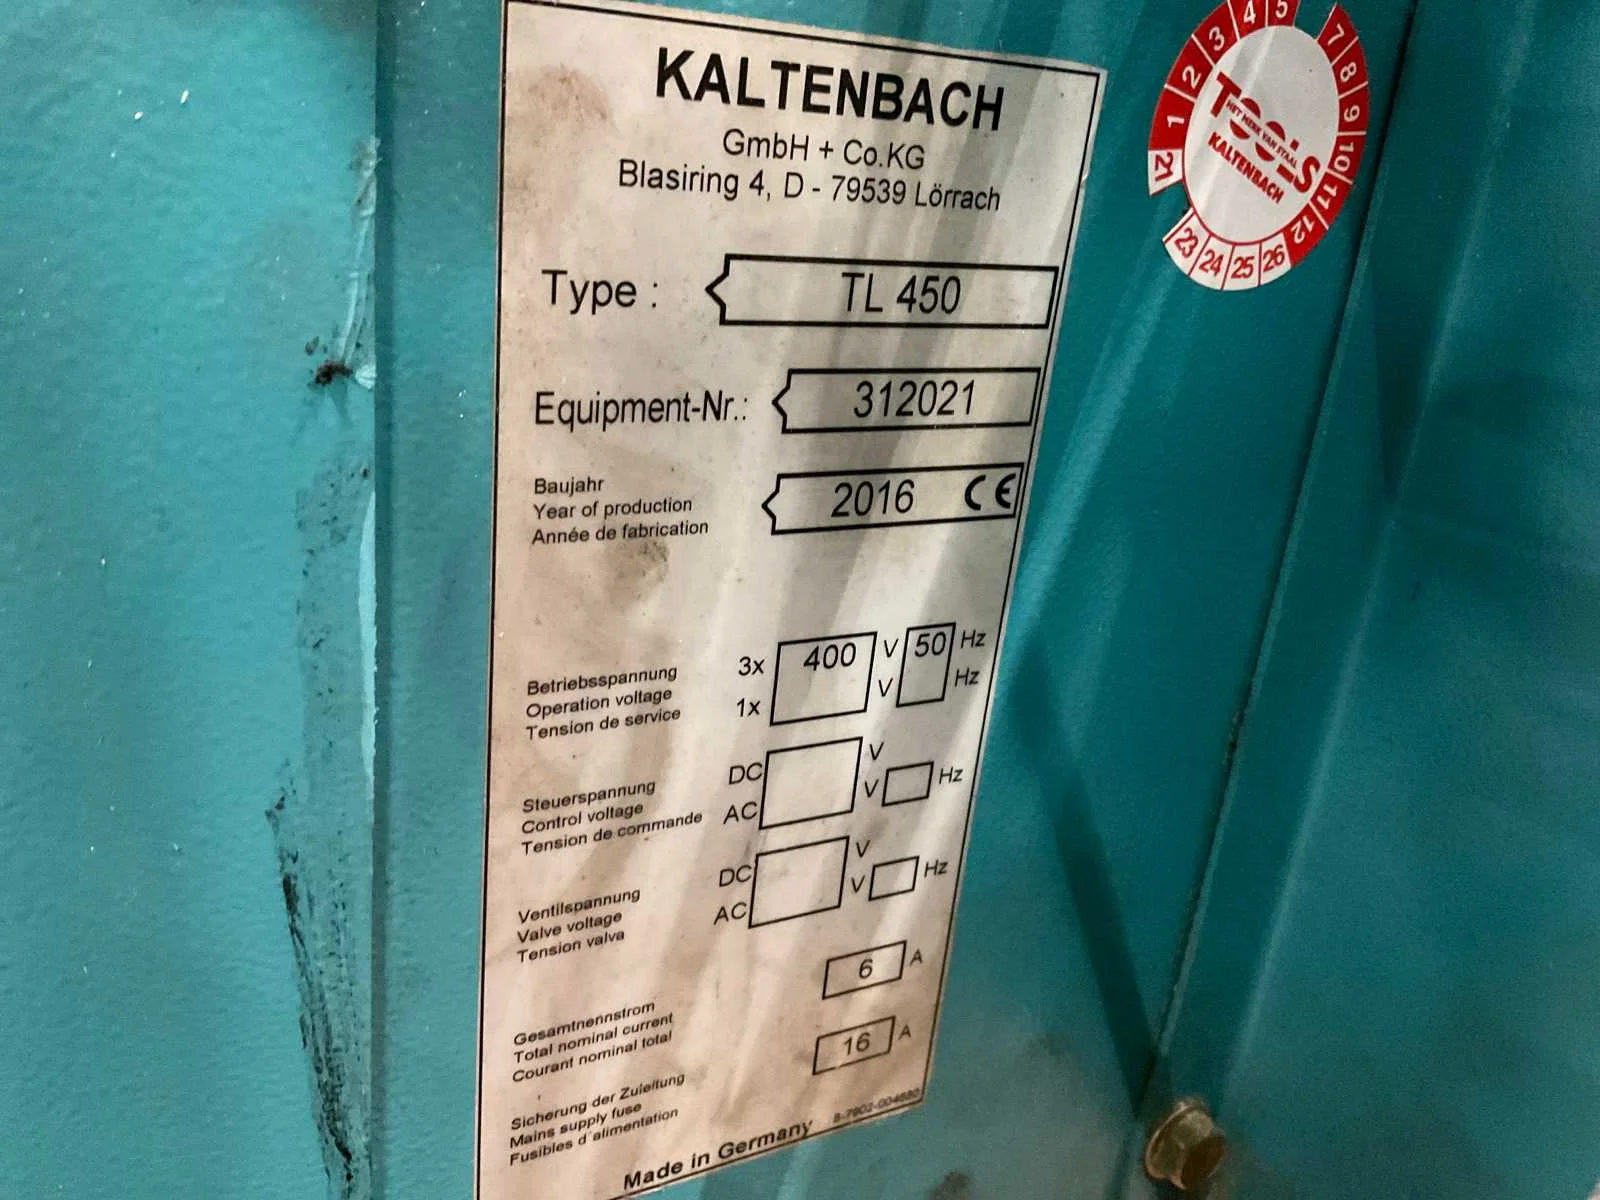 KALTENBACH
GmbH + Co.KG
Blasiring 4, D - 79539 Lörrach
Type : TL 450
Equipment-Nr.: 312021
Baujahr
Year of production
Année de fabrication
2016 CE
Betriebsspannung
Operation voltage
Tension de service
3x 400 V 50 Hz
1x V Hz
Steuerspannung
Control voltage
Tension de commande
DC V
AC V Hz
Ventilspannung
Valve voltage
Tension valva
DC V
AC V Hz
Gesamtnennstrom
Total nominal current
Courant nominal total
6 A
Sicherung der Zuleitung
Mains supply fuse
Fusibles d´alimentation
16 A
Made in Germany
21 1 2 3 4 5 7 8 9 10 11 12
23 24 25 26
TOOLS
HET MERK VAN STAAL
KALTENBACH